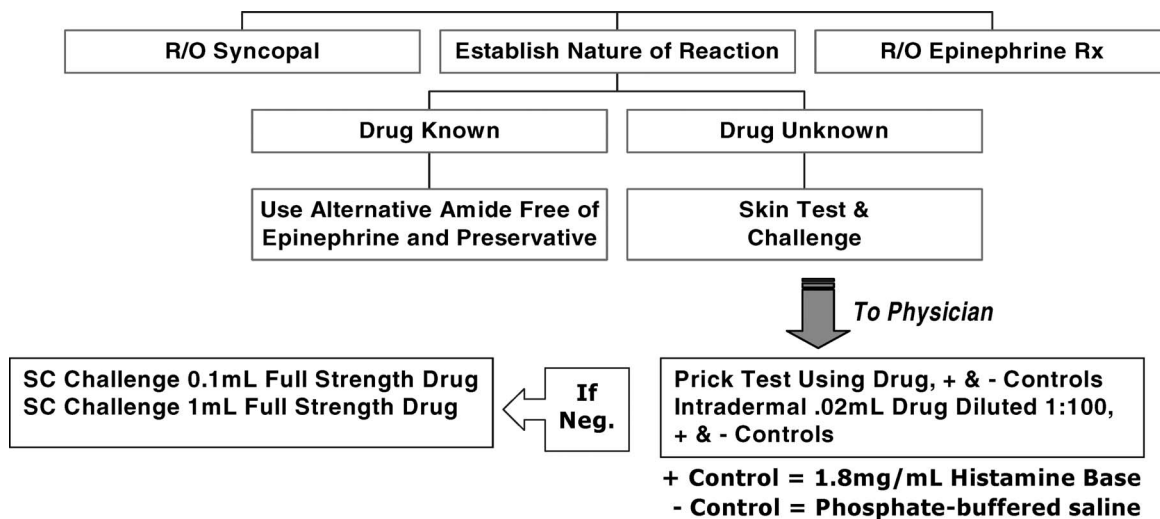 R/O Syncopal
Establish Nature of Reaction
R/O Epinephrine Rx
Drug Known
Drug Unknown
Use Alternative Amide Free of
Epinephrine and Preservative
Skin Test &
Challenge
To Physician
Prick Test Using Drug, + & - Controls
Intradermal .02mL Drug Diluted 1:100,
+ & - Controls
If
Neg.
SC Challenge 0.1mL Full Strength Drug
SC Challenge 1mL Full Strength Drug
+ Control = 1.8mg/mL Histamine Base
- Control = Phosphate-buffered saline